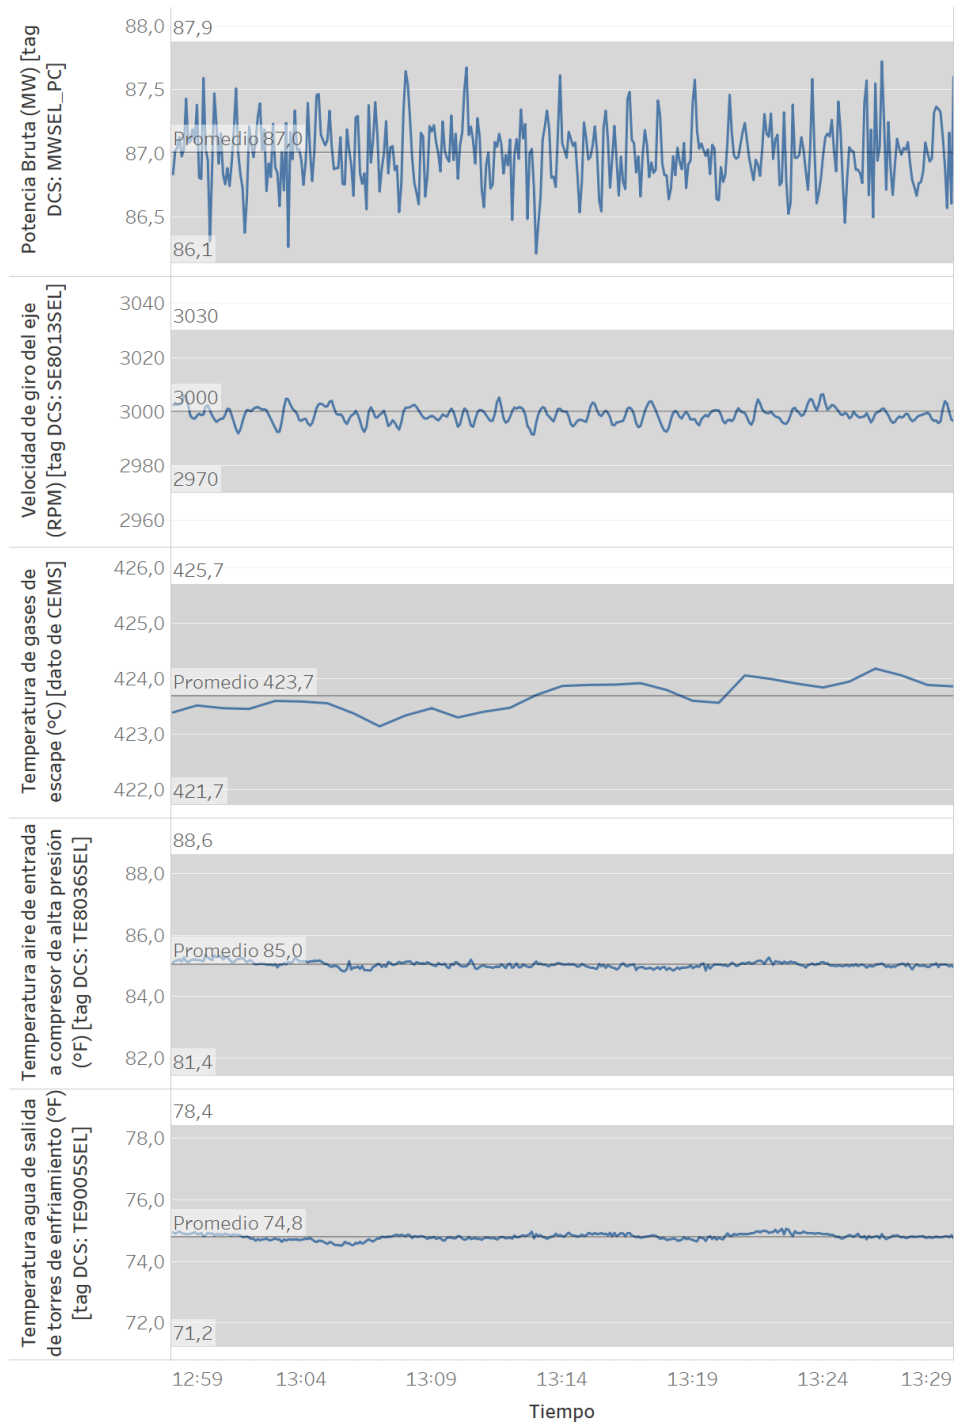 Potencia Bruta (MW) [tag
DCS: MWSEL_PC]
88,0
87,5
87,0
86,5
87,9
Promedio 87,0
86,1
Velocidad de giro del eje
(RPM) [tag DCS: SE8013SEL]
3040
3020
3000
2980
2960
3030
3000
2970
Temperatura de gases de
escape (°C) [dato de CEMS]
426,0
425,0
424,0
423,0
422,0
425,7
Promedio 423,7
421,7
Temperatura aire de entrada
a compresor de alta presión
(°F) [tag DCS: TE8036SEL]
88,0
86,0
84,0
82,0
88,6
Promedio 85,0
81,4
Temperatura agua de salida
de torres de enfriamiento (°F)
[tag DCS: TE9005SEL]
78,0
76,0
74,0
72,0
78,4
Promedio 74,8
71,2
12:59 13:04 13:09 13:14 13:19 13:24 13:29
Tiempo